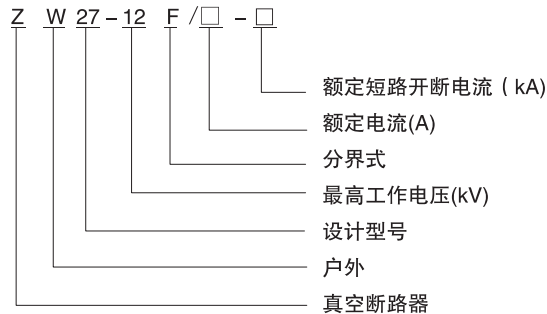 Z W 27-12 F /□ -□
额定短路开断电流（kA)
额定电流(A)
分界式
最高工作电压(kV)
设计型号
户外
真空断路器